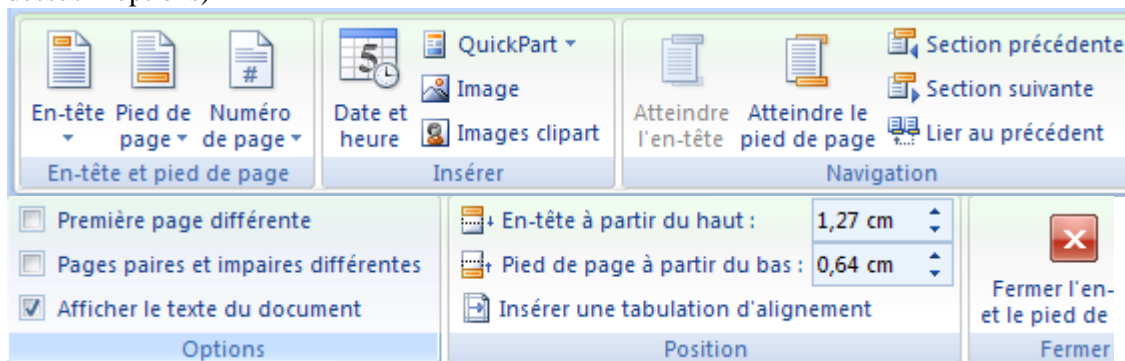 En-tête Pied de page Numéro de page
En-tête et pied de page
Date et heure
QuickPart
Image
Images clipart
Insérer
Atteindre l'en-tête
Atteindre le pied de page
Section précédente
Section suivante
Lier au précédent
Navigation
Première page différente
Pages paires et impaires différentes
Afficher le texte du document
Options
En-tête à partir du haut : 1,27 cm
Pied de page à partir du bas : 0,64 cm
Insérer une tabulation d'alignement
Position
Fermer l'en-
et le pied de
Fermer